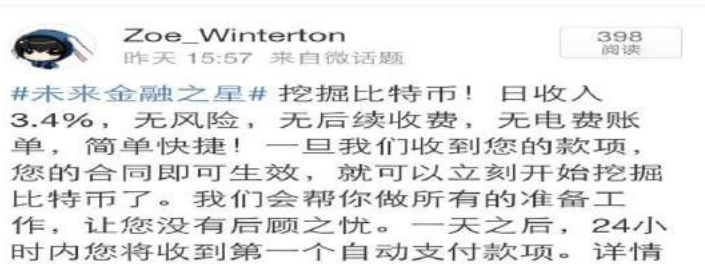 Zoe_Winterton
398
阅读
昨天 15:57 来自微话题
#未来金融之星# 挖掘比特币！日收入
3.4%，无风险，无后续收费，无电费账
单，简单快捷！一旦我们收到您的款项，
您的合同即可生效，就可以立刻开始挖掘
比特币了。我们会帮你做所有的准备工
作，让您没有后顾之忧。一天之后，24小
时内您将收到第一个自动支付款项。详情